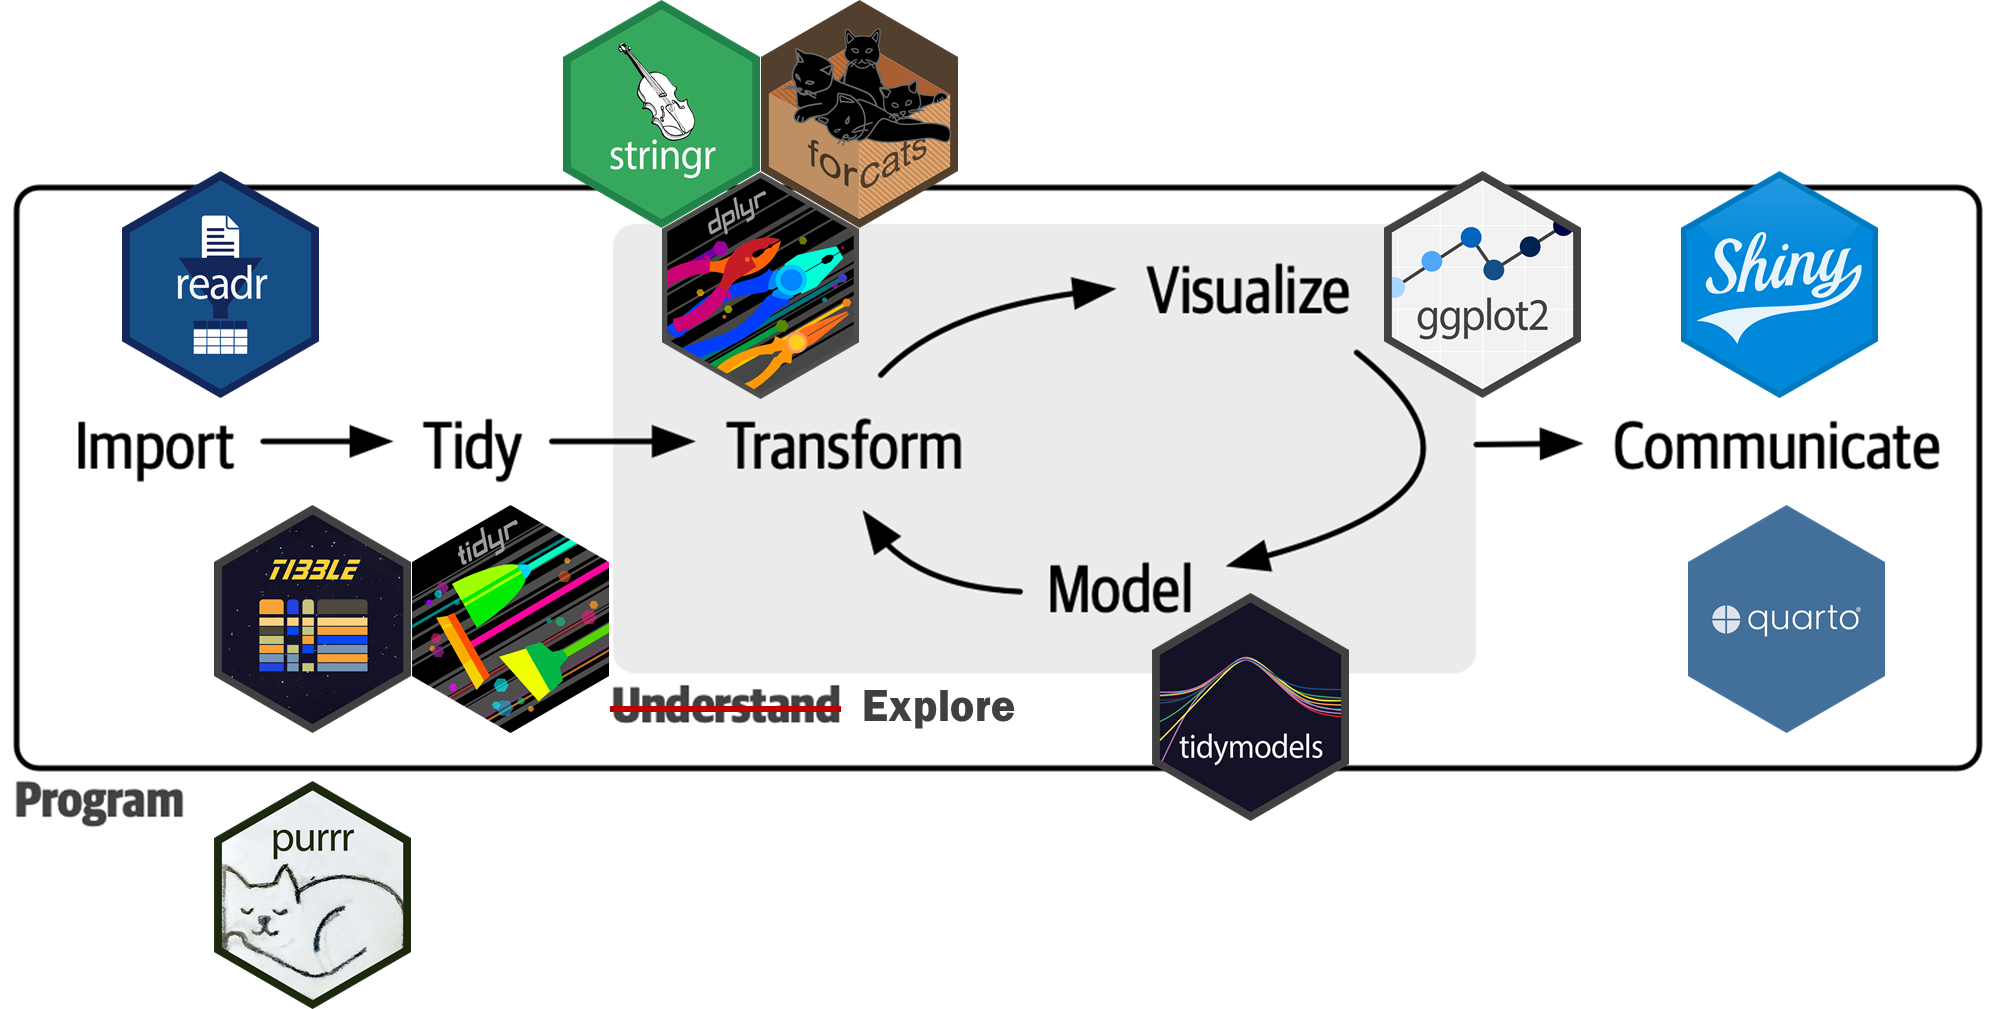 stringr
forcats
readr
dplyr
Visualize
ggplot2
Shiny
Import
Tidy
Transform
Communicate
TIBBLE
tidyr
Model
quarto®
Understand Explore
tidymodels
Program
purrr